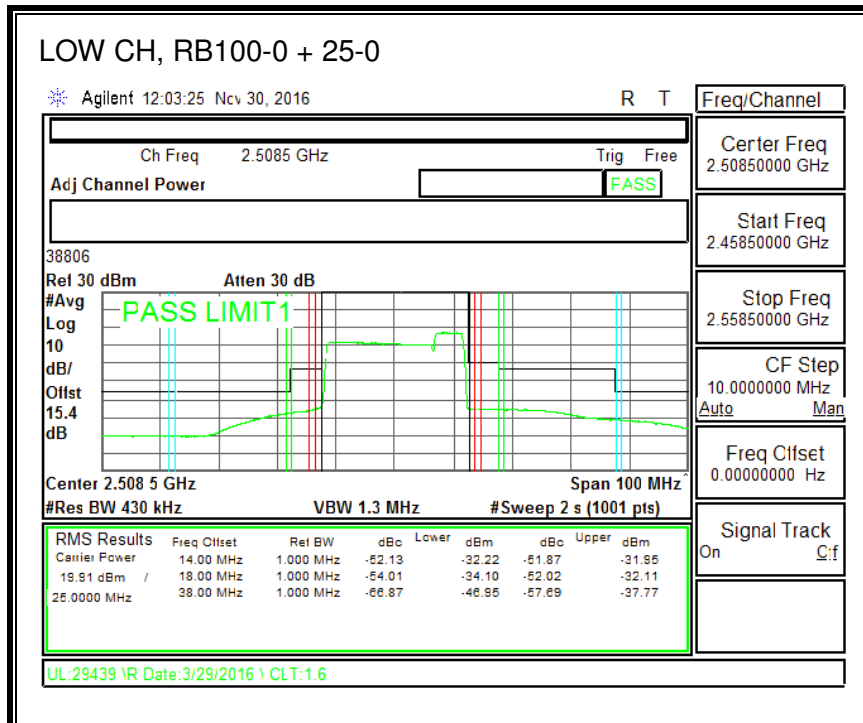 LOW CH, RB100-0 + 25-0
Agilent 12:03:25 Nov 30, 2016 R T
Ch Freq 2.5085 GHz Trig Free
Adj Channel Power PASS
38806
Ref 30 dBm Atten 30 dB
#Avg
Log
10
dB/
Offst
15.4
dB
PASS LIMIT1
Center 2.508 5 GHz Span 100 MHz^
#Res BW 430 kHz VBW 1.3 MHz #Sweep 2 s (1001 pts)
RMS Results Freq Offset Ref BW dBc Lower dBm dBc Upper dBm
Carrier Power 14.00 MHz 1.000 MHz -52.13 -32.22 -51.87 -31.95
19.91 dBm / 18.00 MHz 1.000 MHz -54.01 -34.10 -52.02 -32.11
25.0000 MHz 38.00 MHz 1.000 MHz -66.87 -46.95 -57.69 -37.77
UL:29439 \R Date:3/29/2016 \ CLT:1.6
Freq/Channel
Center Freq
2.50850000 GHz
Start Freq
2.45850000 GHz
Stop Freq
2.55850000 GHz
CF Step
10.0000000 MHz
Auto Man
Freq Offset
0.00000000 Hz
Signal Track
On Off